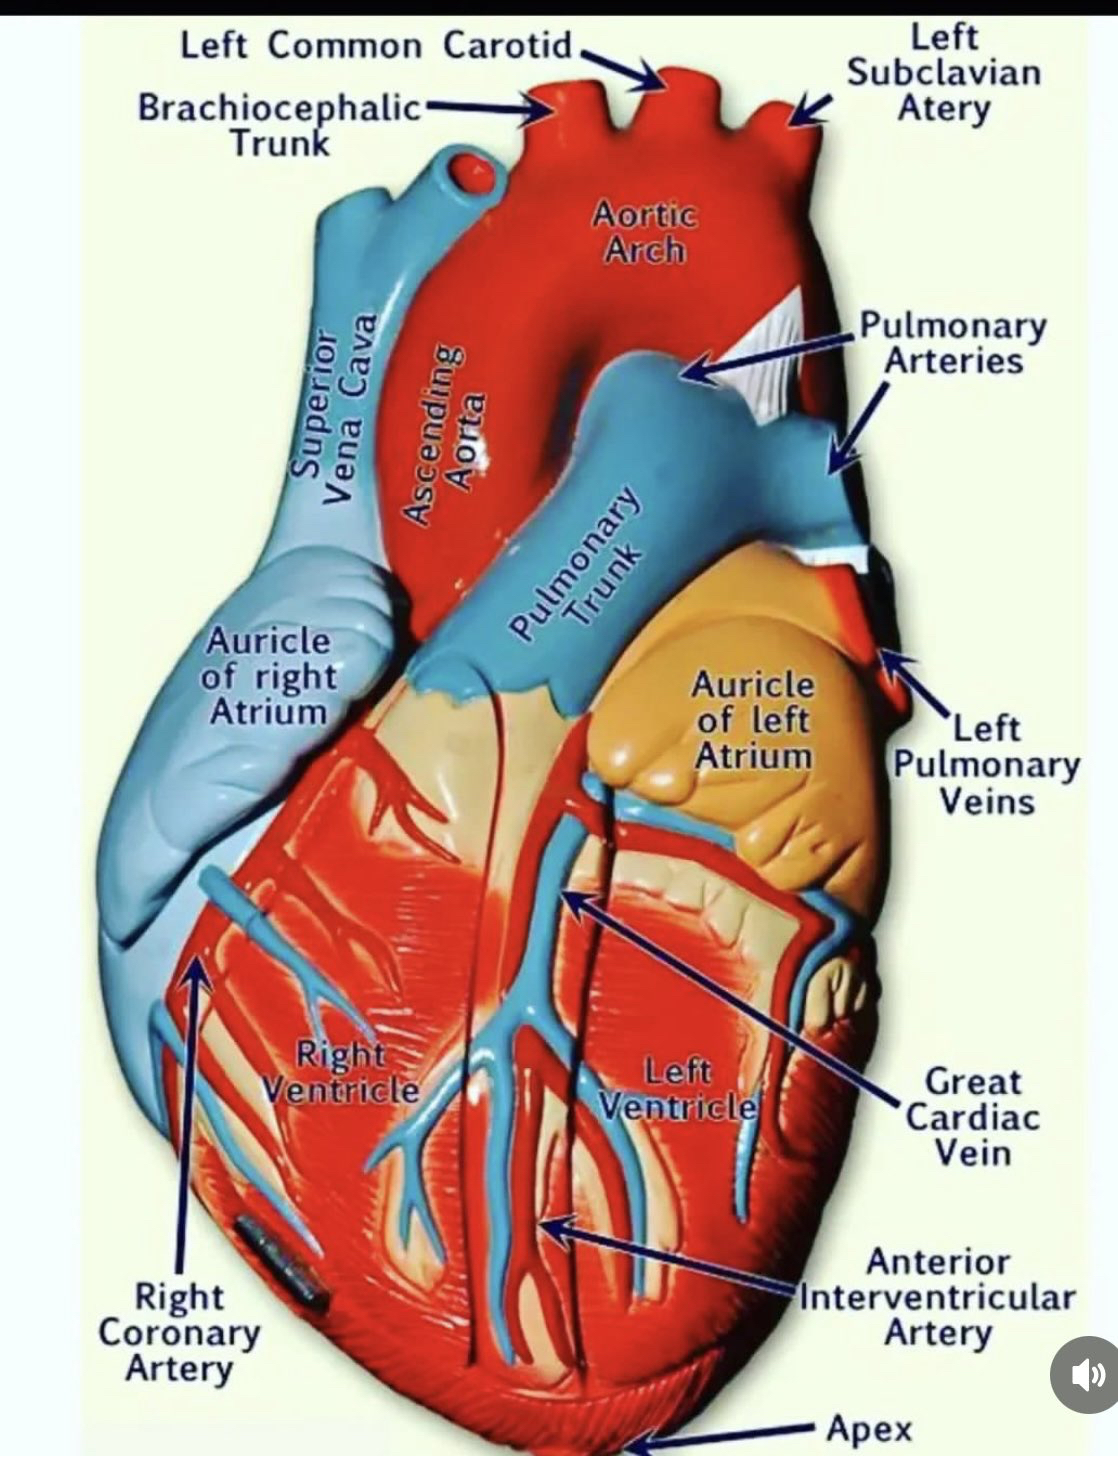 Left Common Carotid
Left
Subclavian
Atery
Brachiocephalic
Trunk
Aortic
Arch
Pulmonary
Arteries
Superior
Vena Cava
Ascending
Aorta
Pulmonary
Trunk
Auricle
of right
Atrium
Auricle
of left
Atrium
Left
Pulmonary
Veins
Right
Ventricle
Left
Ventricle
Great
Cardiac
Vein
Right
Coronary
Artery
Anterior
Interventricular
Artery
Apex